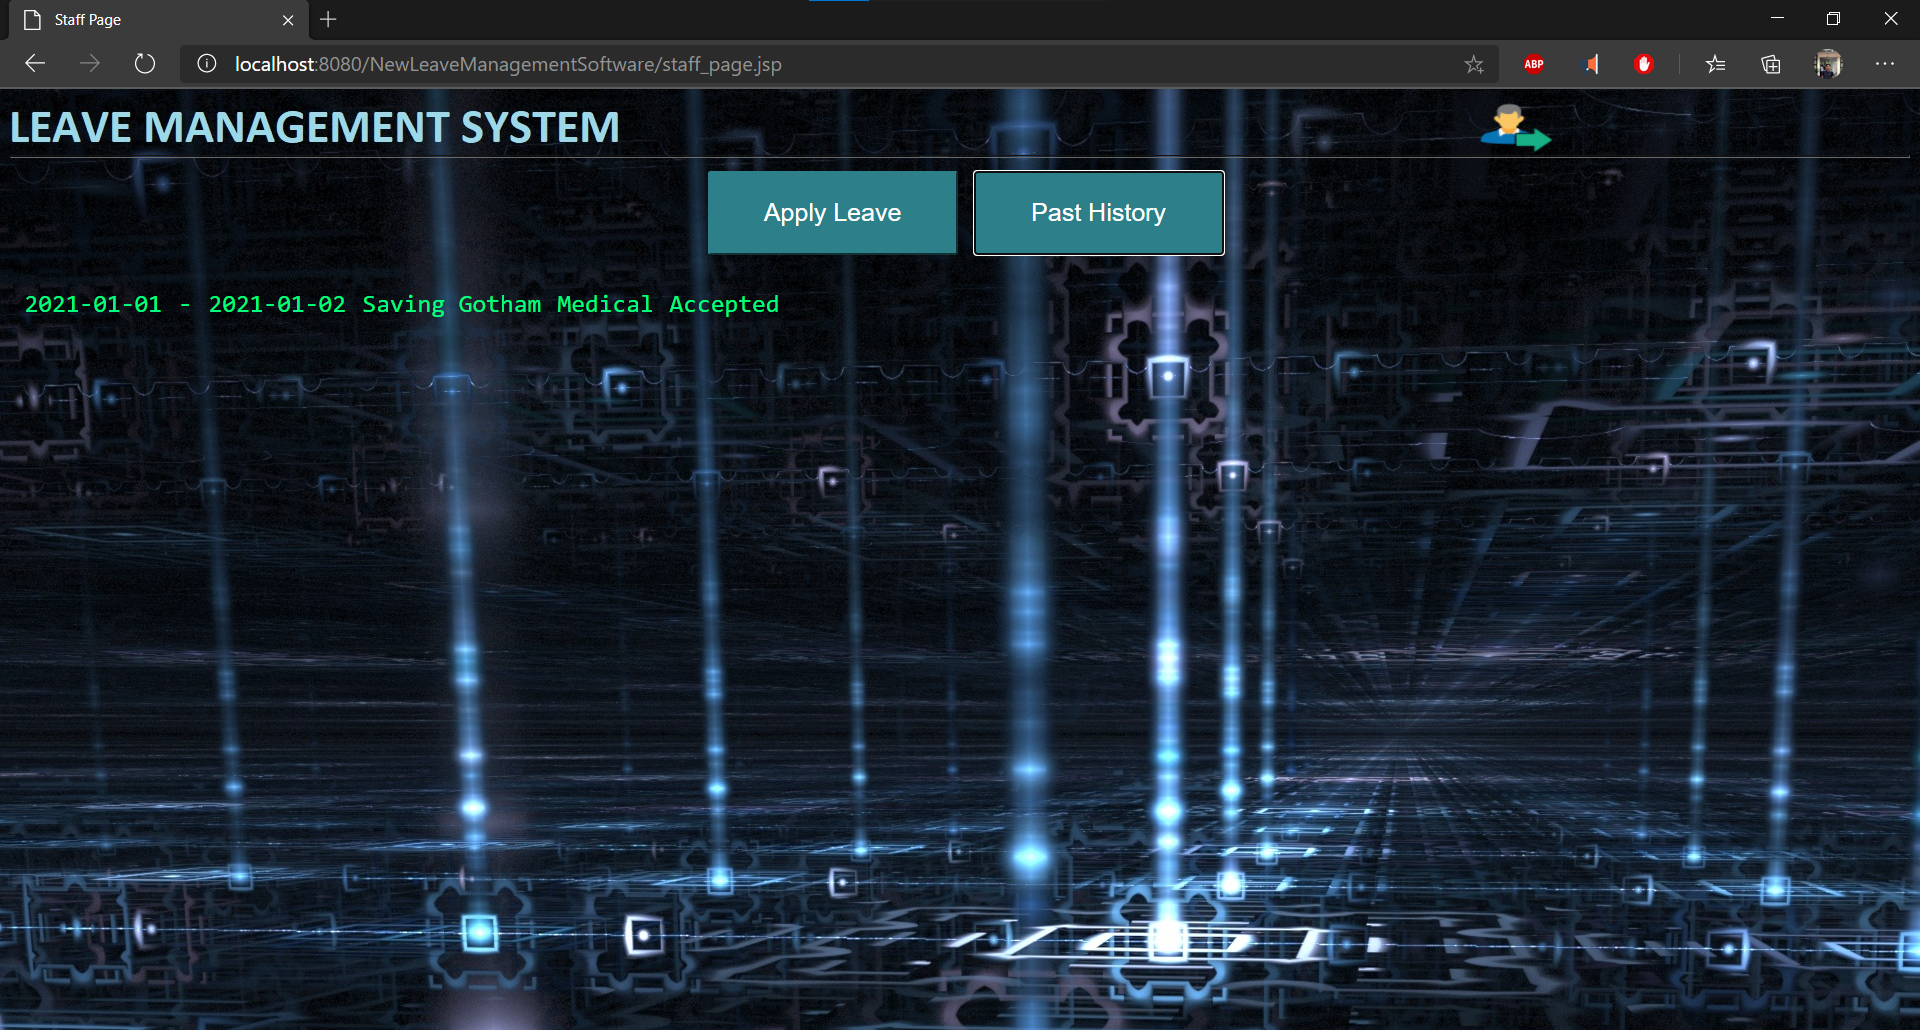 Staff Page
localhost:8080/NewLeaveManagementSoftware/staff_page.jsp
ABP
LEAVE MANAGEMENT SYSTEM
Apply Leave
Past History
2021-01-01 - 2021-01-02 Saving Gotham Medical Accepted